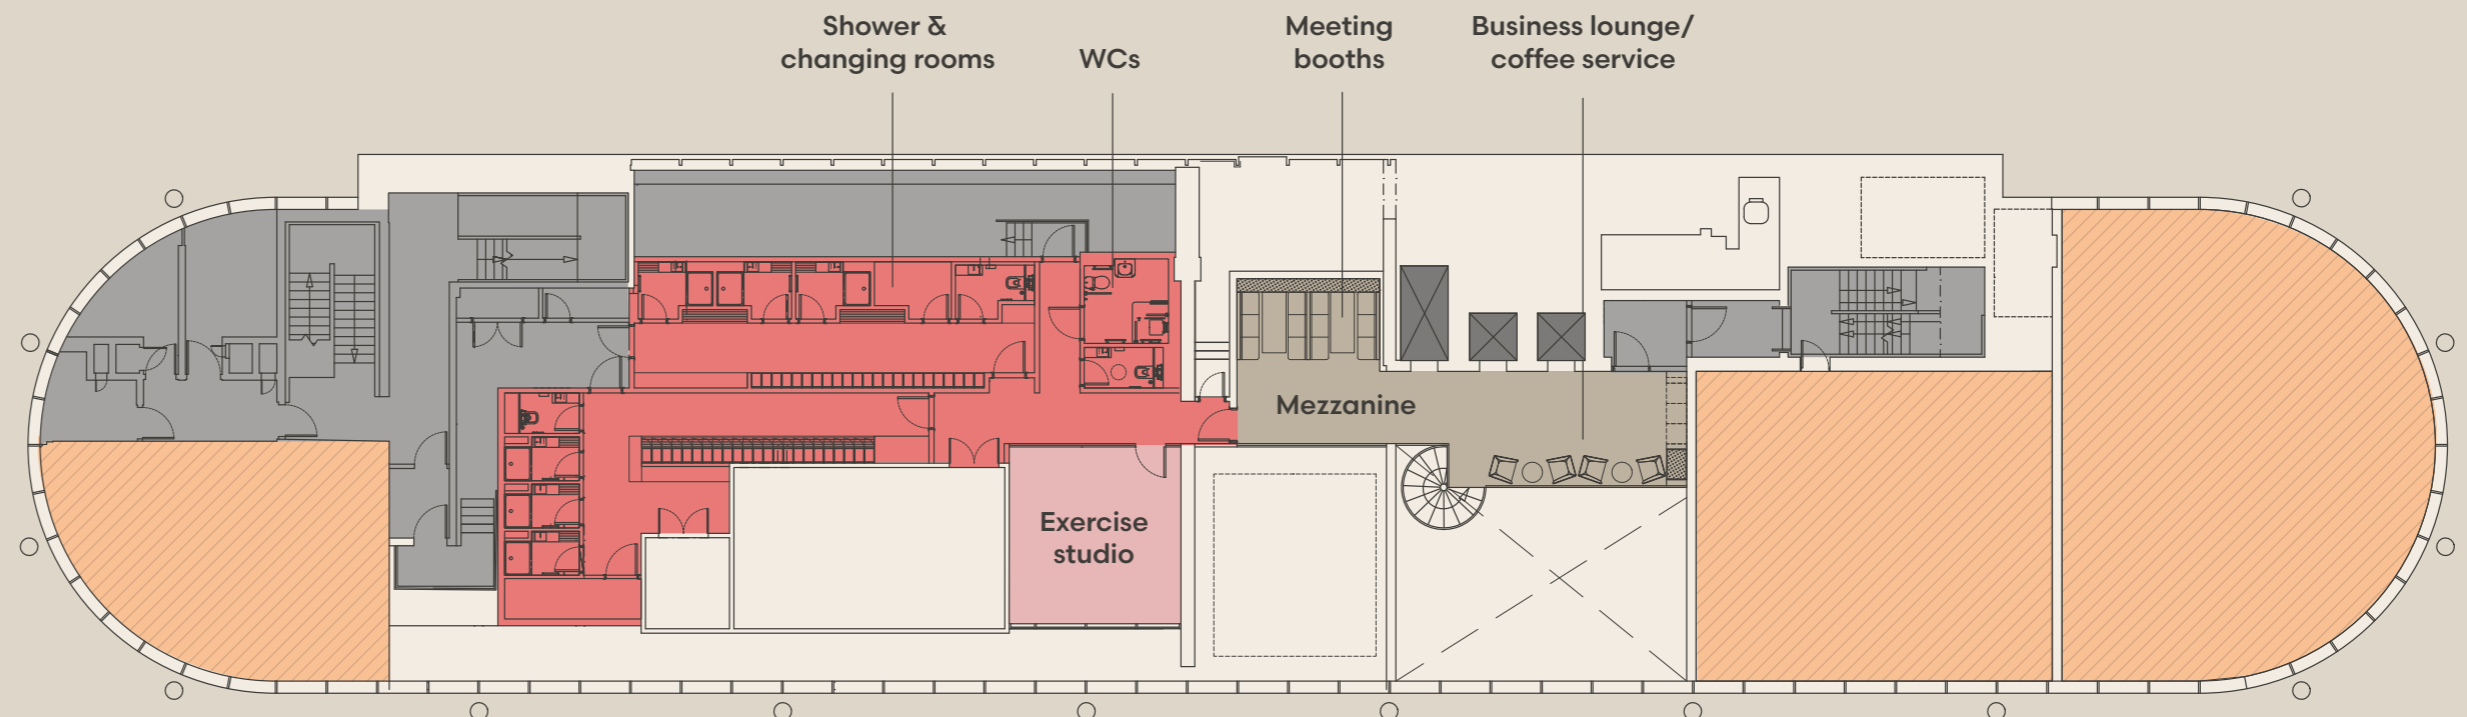 Shower &
changing rooms
WCs
Meeting
booths
Business lounge/
coffee service
Mezzanine
Exercise
studio